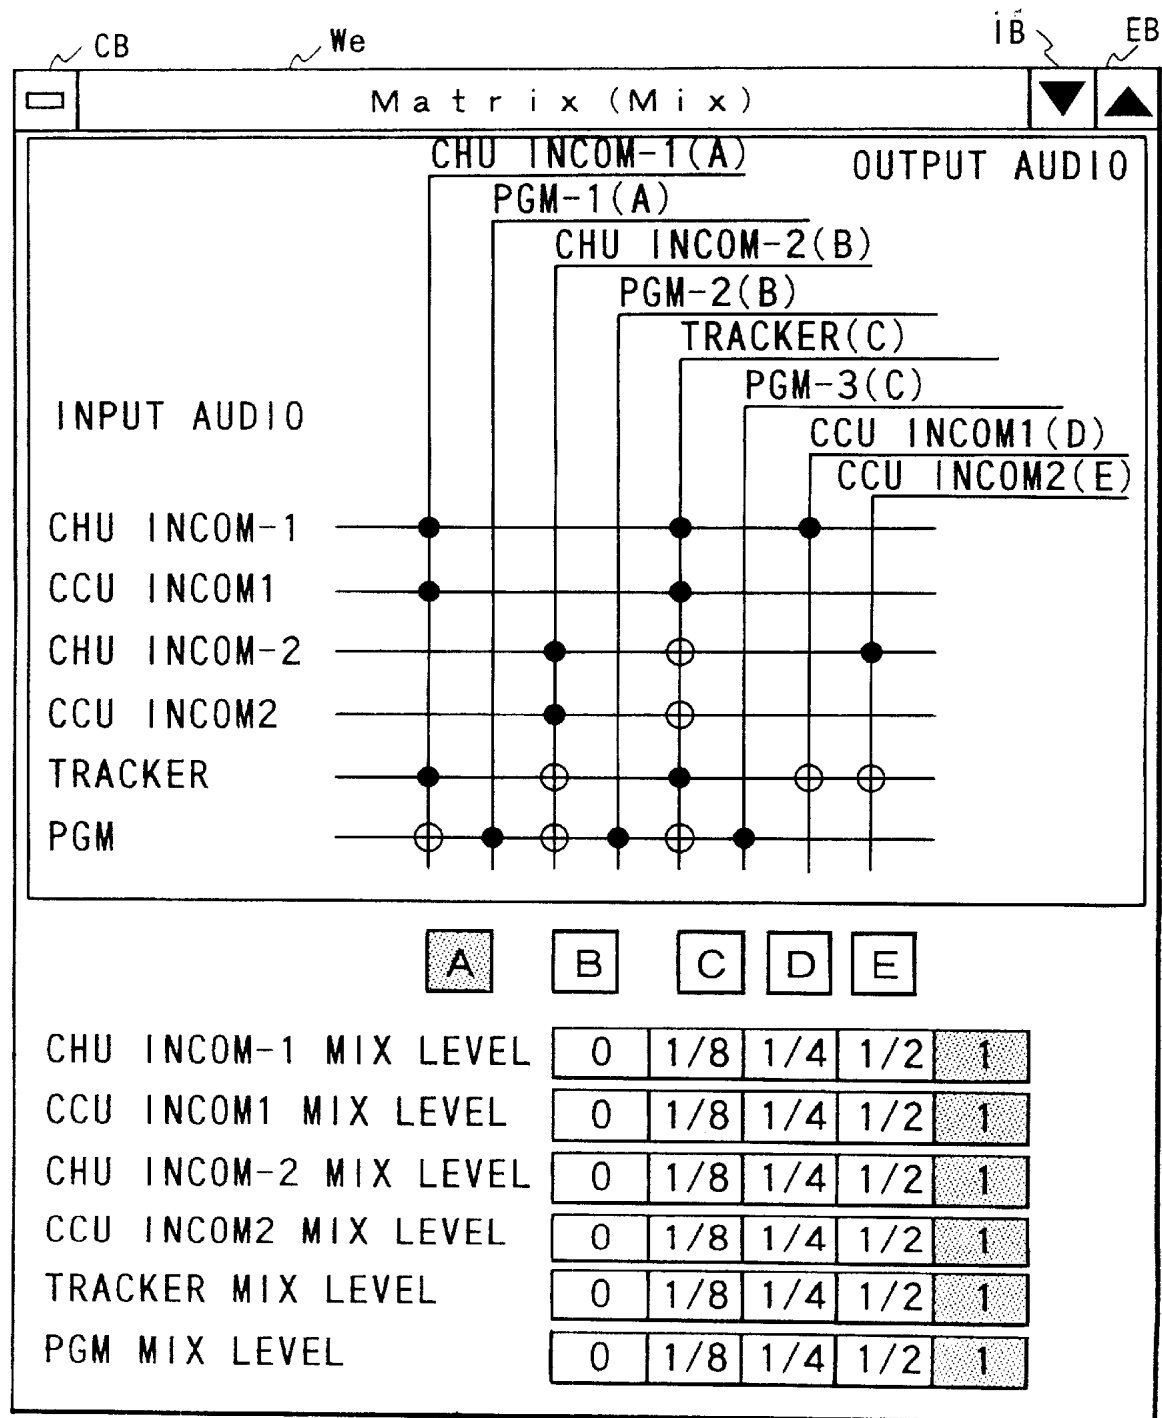 CB We IB EB
Matrix (Mix)
CHU INCOM-1(A)
OUTPUT AUDIO
PGM-1(A)
CHU INCOM-2(B)
PGM-2(B)
TRACKER(C)
PGM-3(C)
INPUT AUDIO
CCU INCOM1(D)
CCU INCOM2(E)
CHU INCOM-1
CCU INCOM1
CHU INCOM-2
CCU INCOM2
TRACKER
PGM
A B C D E
CHU INCOM-1 MIX LEVEL 0 1/8 1/4 1/2 1
CCU INCOM1 MIX LEVEL 0 1/8 1/4 1/2 1
CHU INCOM-2 MIX LEVEL 0 1/8 1/4 1/2 1
CCU INCOM2 MIX LEVEL 0 1/8 1/4 1/2 1
TRACKER MIX LEVEL 0 1/8 1/4 1/2 1
PGM MIX LEVEL 0 1/8 1/4 1/2 1